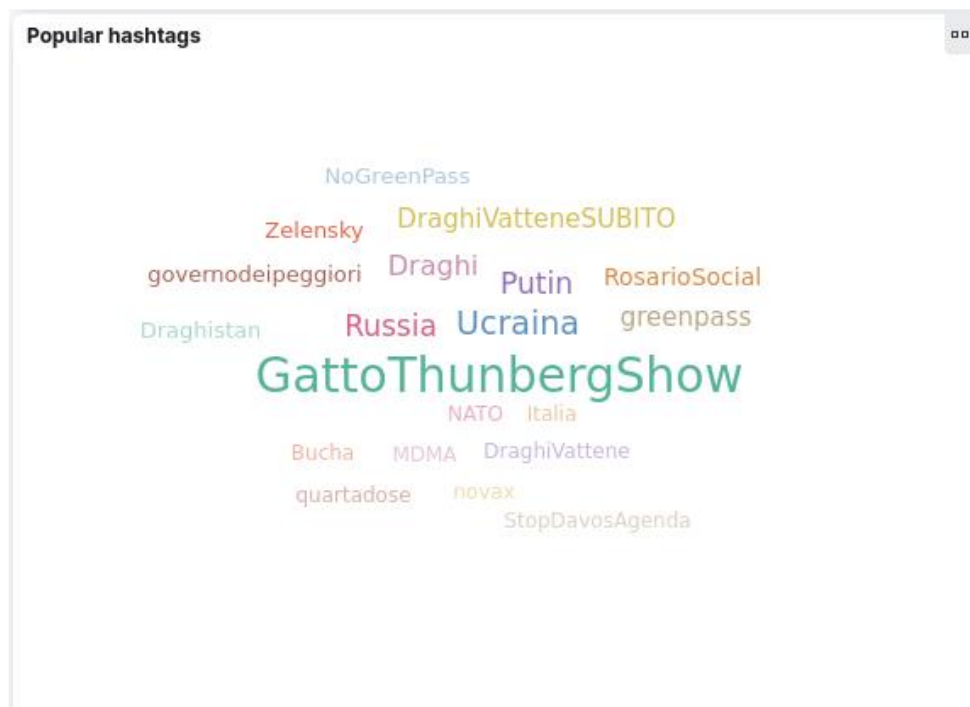 Popular hashtags
NoGreenPass
DraghiVatteneSUBITO
Zelensky
Draghi
governodeipeggiori
Putin
RosarioSocial
greenpass
Russia
Ucraina
Draghistan
GattoThunbergShow
NATO
Italia
Bucha
MDMA
DraghiVattene
quartadose
novax
StopDavosAgenda